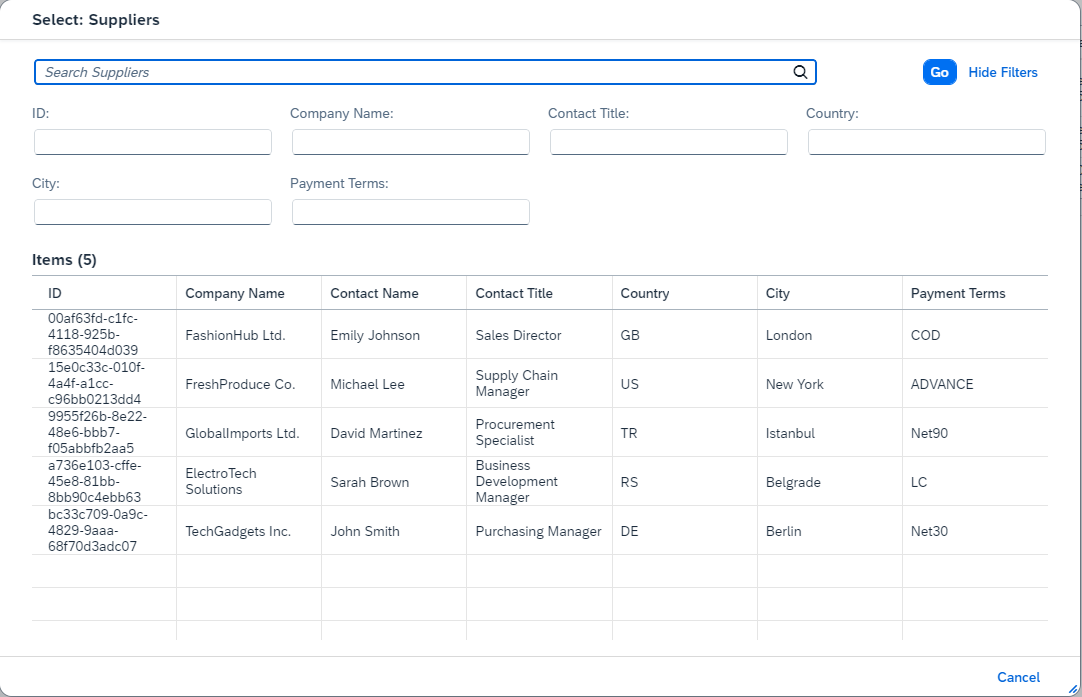 Select: Suppliers
Search Suppliers
Go Hide Filters
ID: Company Name: Contact Title: Country:
City: Payment Terms:
Items (5)
ID Company Name Contact Name Contact Title Country City Payment Terms
00af63fd-c1fc-
4118-925b-
f8635404d039
FashionHub Ltd. Emily Johnson Sales Director GB London COD
15e0c33c-010f-
4a4f-a1cc-
c96bb0213dd4
FreshProduce Co. Michael Lee
Supply Chain
Manager
US New York ADVANCE
9955f26b-8e22-
48e6-bbb7-
f05abbfb2aa5
GlobalImports Ltd. David Martinez
Procurement
Specialist
TR Istanbul Net90
a736e103-cffe-
45e8-81bb-
8bb90c4ebb63
ElectroTech
Solutions
Sarah Brown
Business
Development
Manager
RS Belgrade LC
bc33c709-0a9c-
4829-9aaa-
68f70d3adc07
TechGadgets Inc. John Smith Purchasing Manager DE Berlin Net30
Cancel